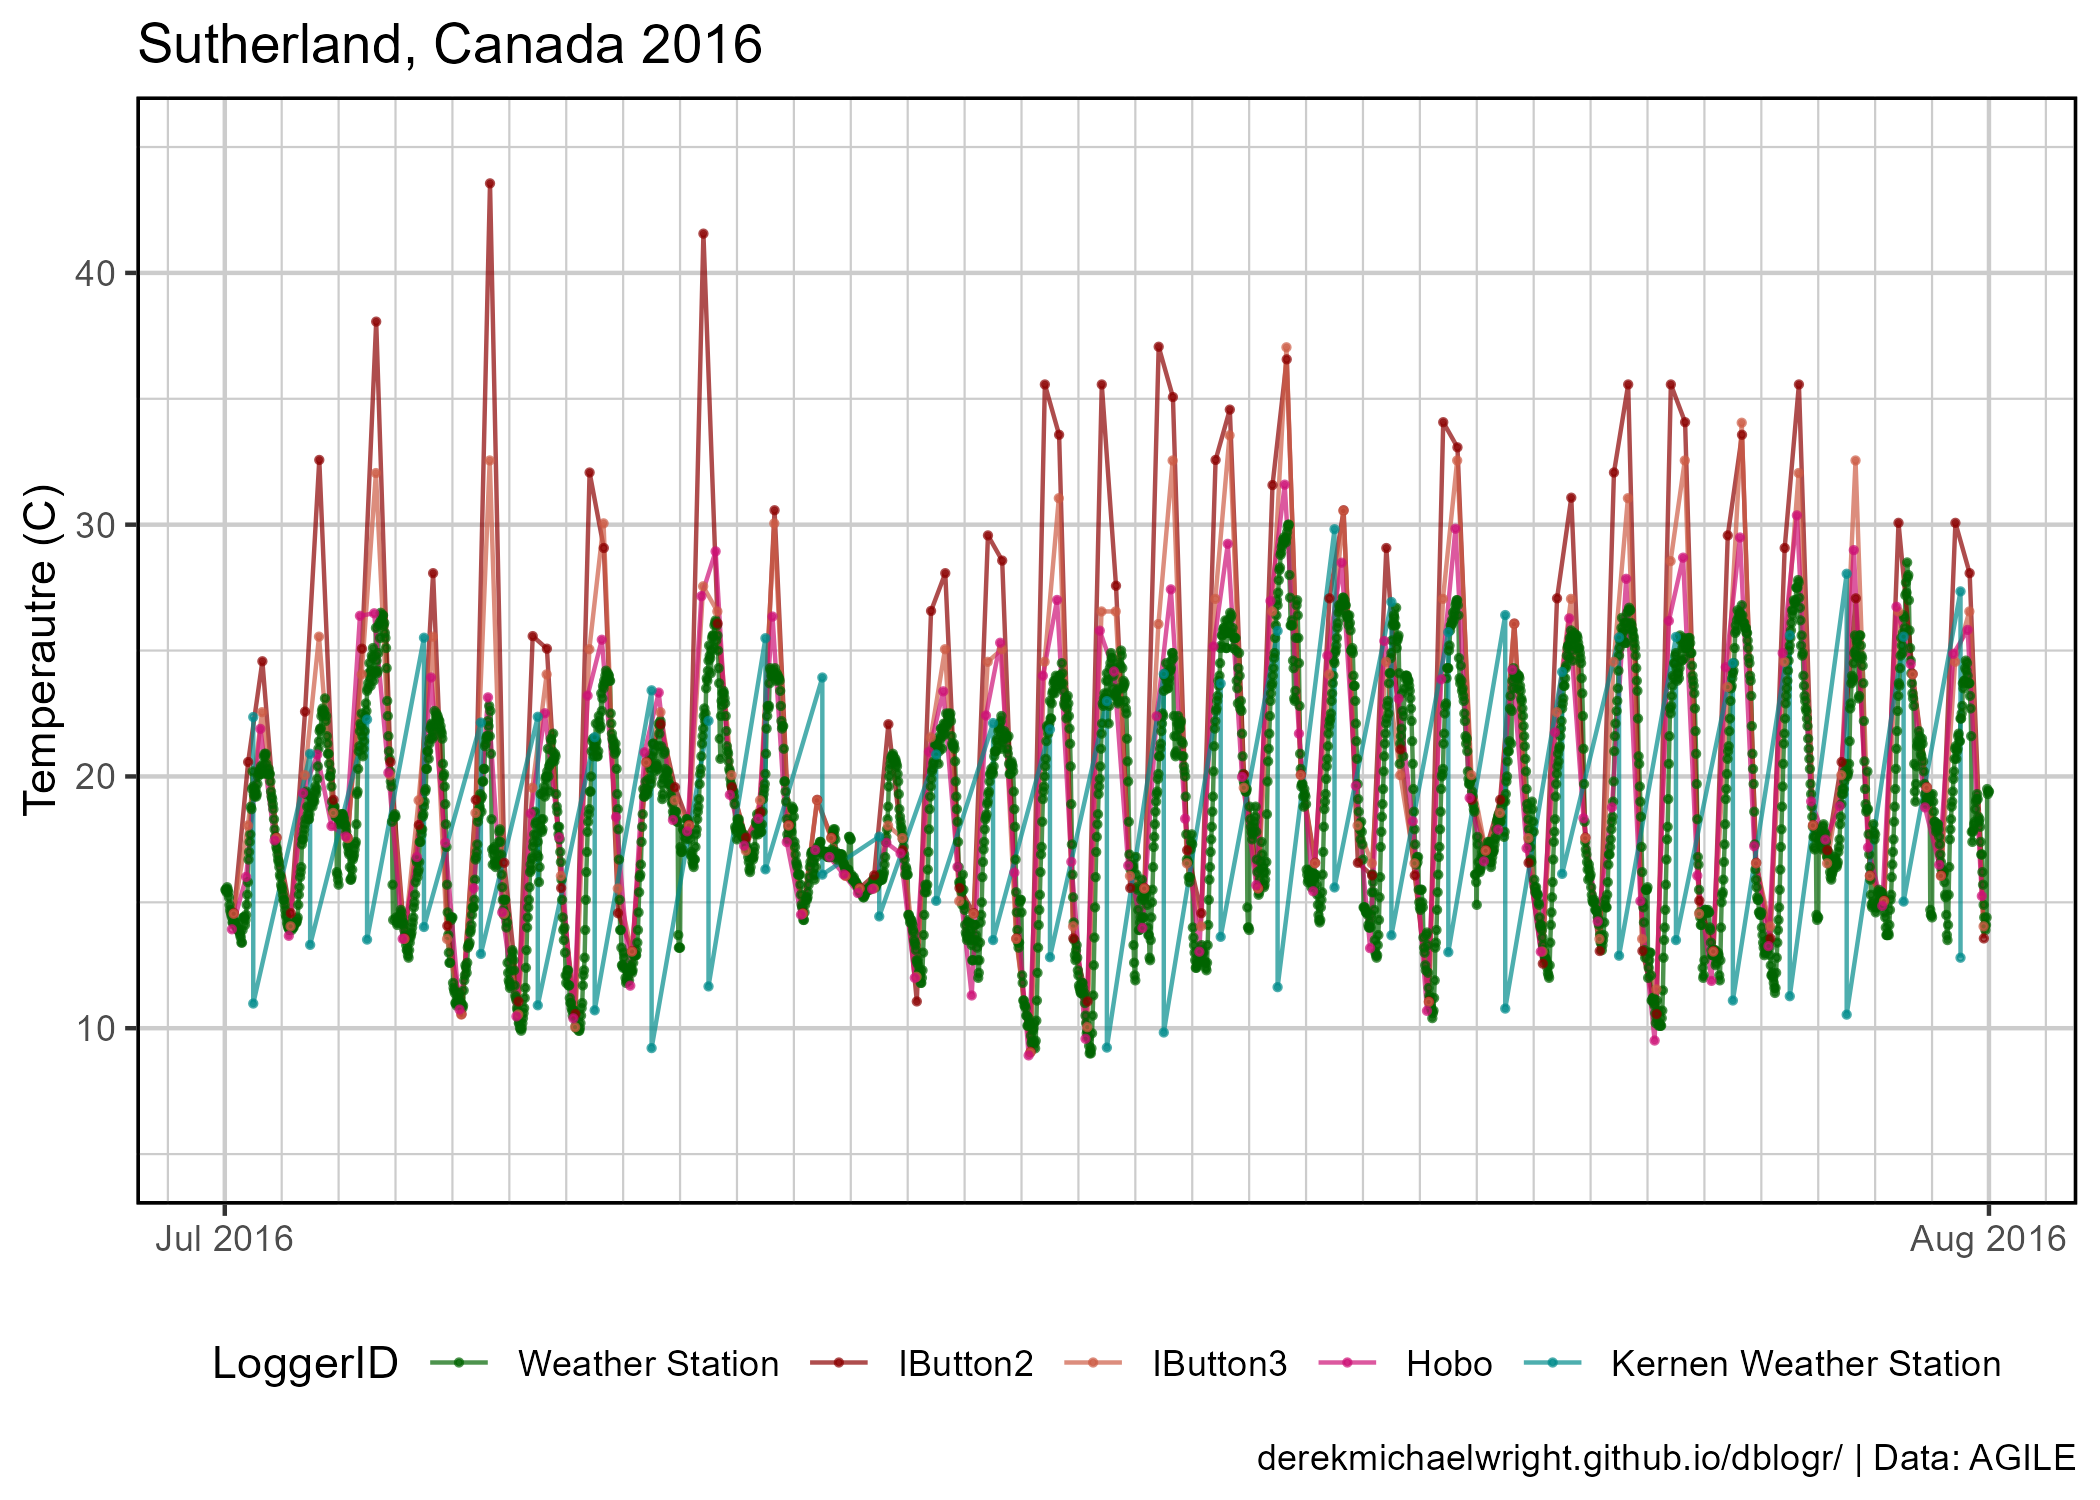 Sutherland, Canada 2016
Temperautre (C)
40
30
20
10
Jul 2016
Aug 2016
LoggerID
Weather Station
IButton2
IButton3
Hobo
Kernen Weather Station
derekmichaelwright.github.io/dblogr/ | Data: AGILE